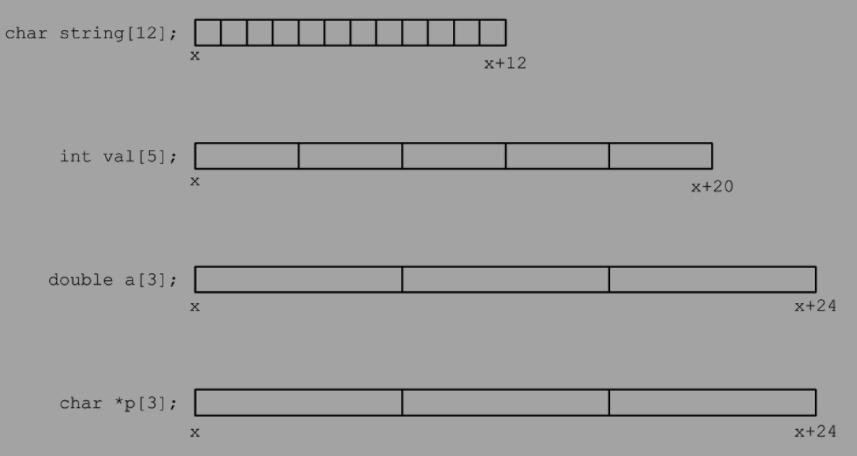 char string[12];
x
x+12
int val[5];
x
x+20
double a[3];
x
x+24
char *p[3];
x
x+24